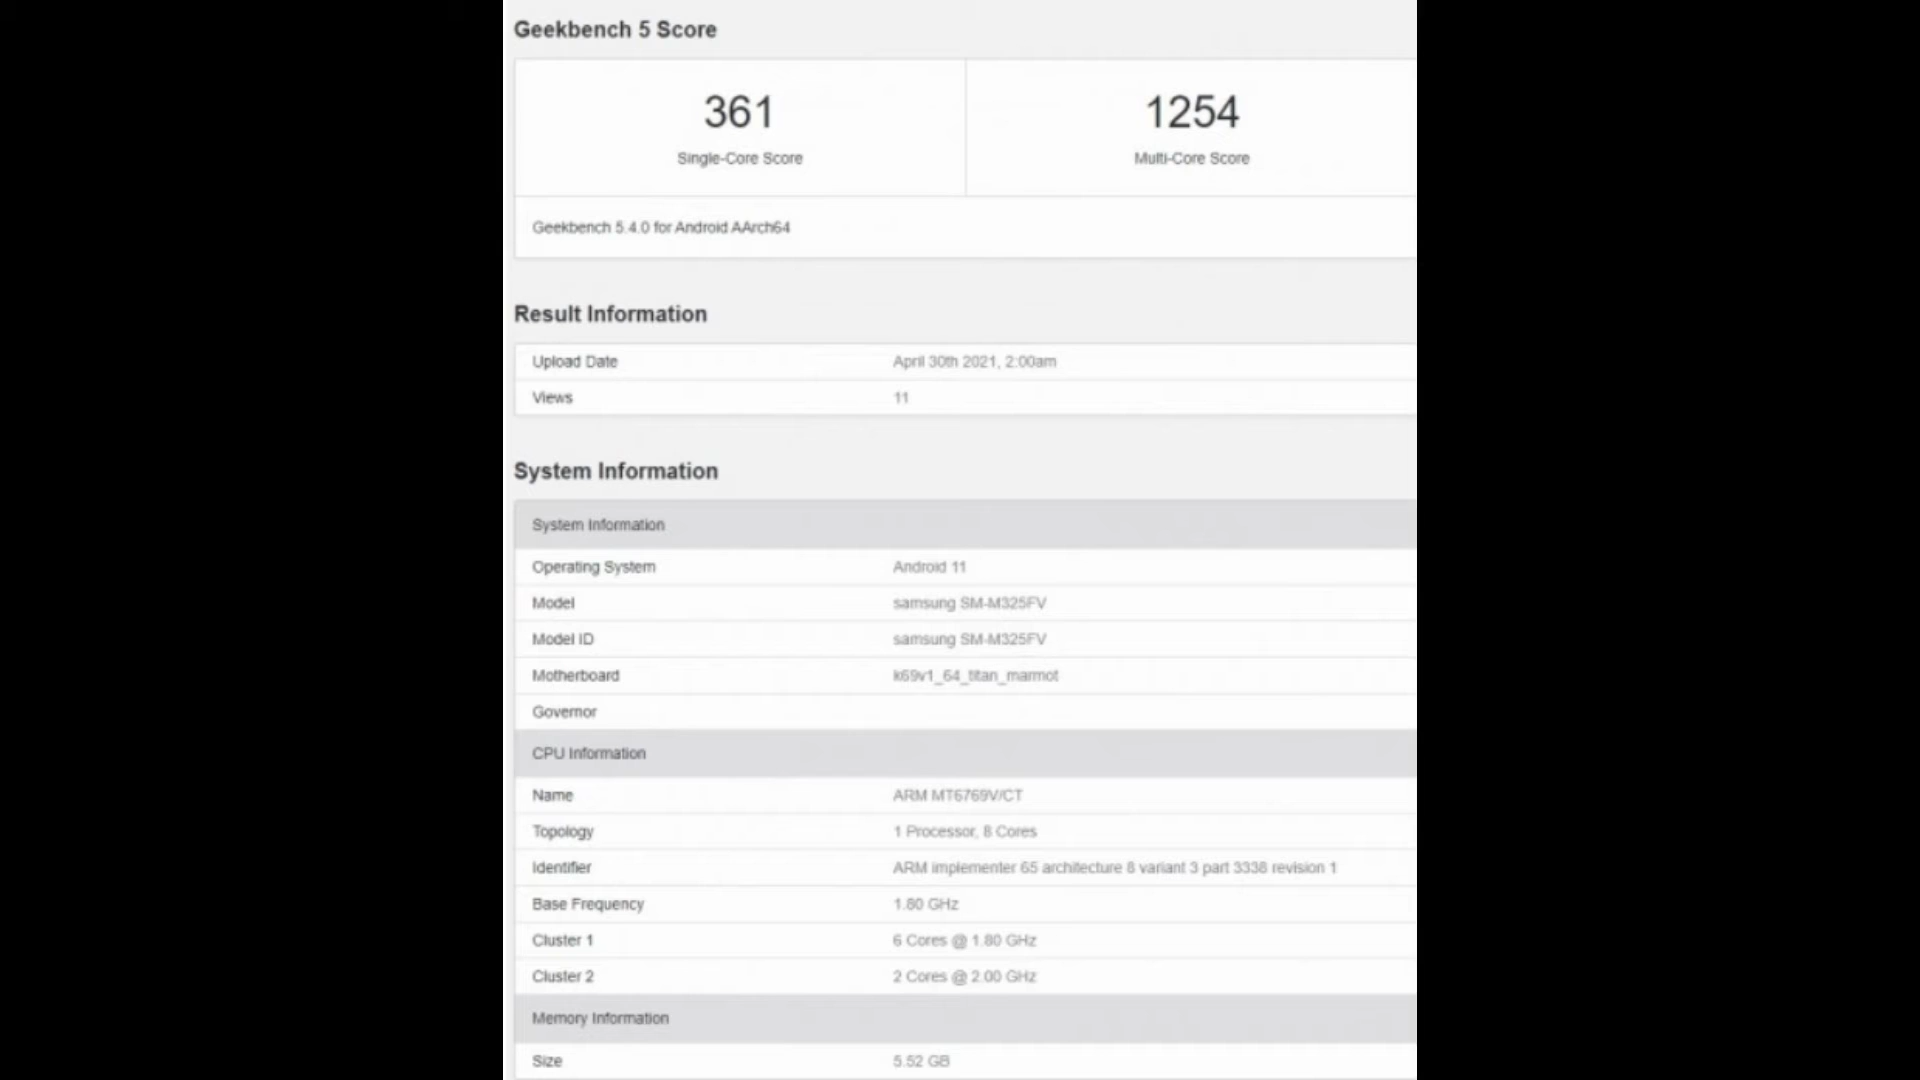 Geekbench 5 Score
361
1254
Single-Core Score
Multi-Core Score
Geekbench 5.4.0 for Android AArch64
Result Information
Upload Date April 30th 2021, 2:00am
Views 11
System Information
System Information
Operating System Android 11
Model samsung SM-M325FV
Model ID samsung SM-M325FV
Motherboard k69v1_64_titan_marmot
Governor
CPU Information
Name ARM MT6769V/CT
Topology 1 Processor, 8 Cores
Identifier ARM implementer 65 architecture 8 variant 3 part 3338 revision 1
Base Frequency 1.80 GHz
Cluster 1 6 Cores @ 1.80 GHz
Cluster 2 2 Cores @ 2.00 GHz
Memory Information
Size 5.52 GB